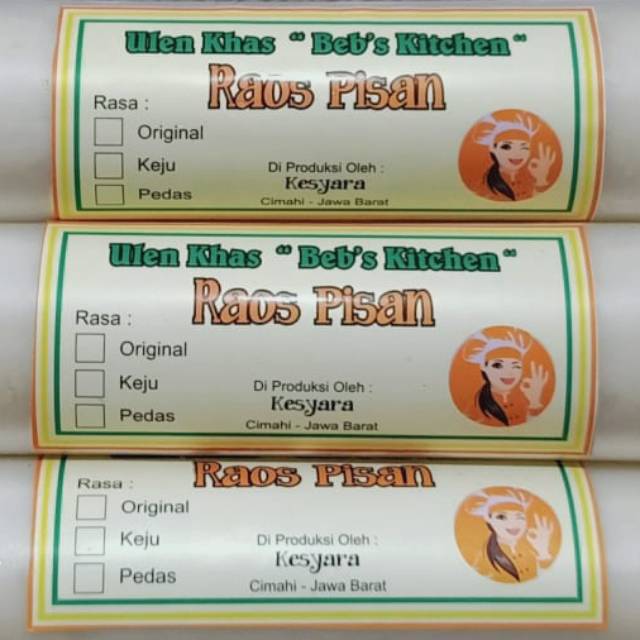 Ulen Khas “ Beb's Kitchen “
Raos Pisan
Rasa :
Original
Keju
Pedas
Di Produksi Oleh :
Kesyara
Cimahi - Jawa Barat
Ulen Khas “ Beb's Kitchen “
Raos Pisan
Rasa :
Original
Keju
Pedas
Di Produksi Oleh :
Kesyara
Cimahi - Jawa Barat
Raos Pisan
Rasa :
Original
Keju
Pedas
Di Produksi Oleh :
Kesyara
Cimahi - Jawa Barat